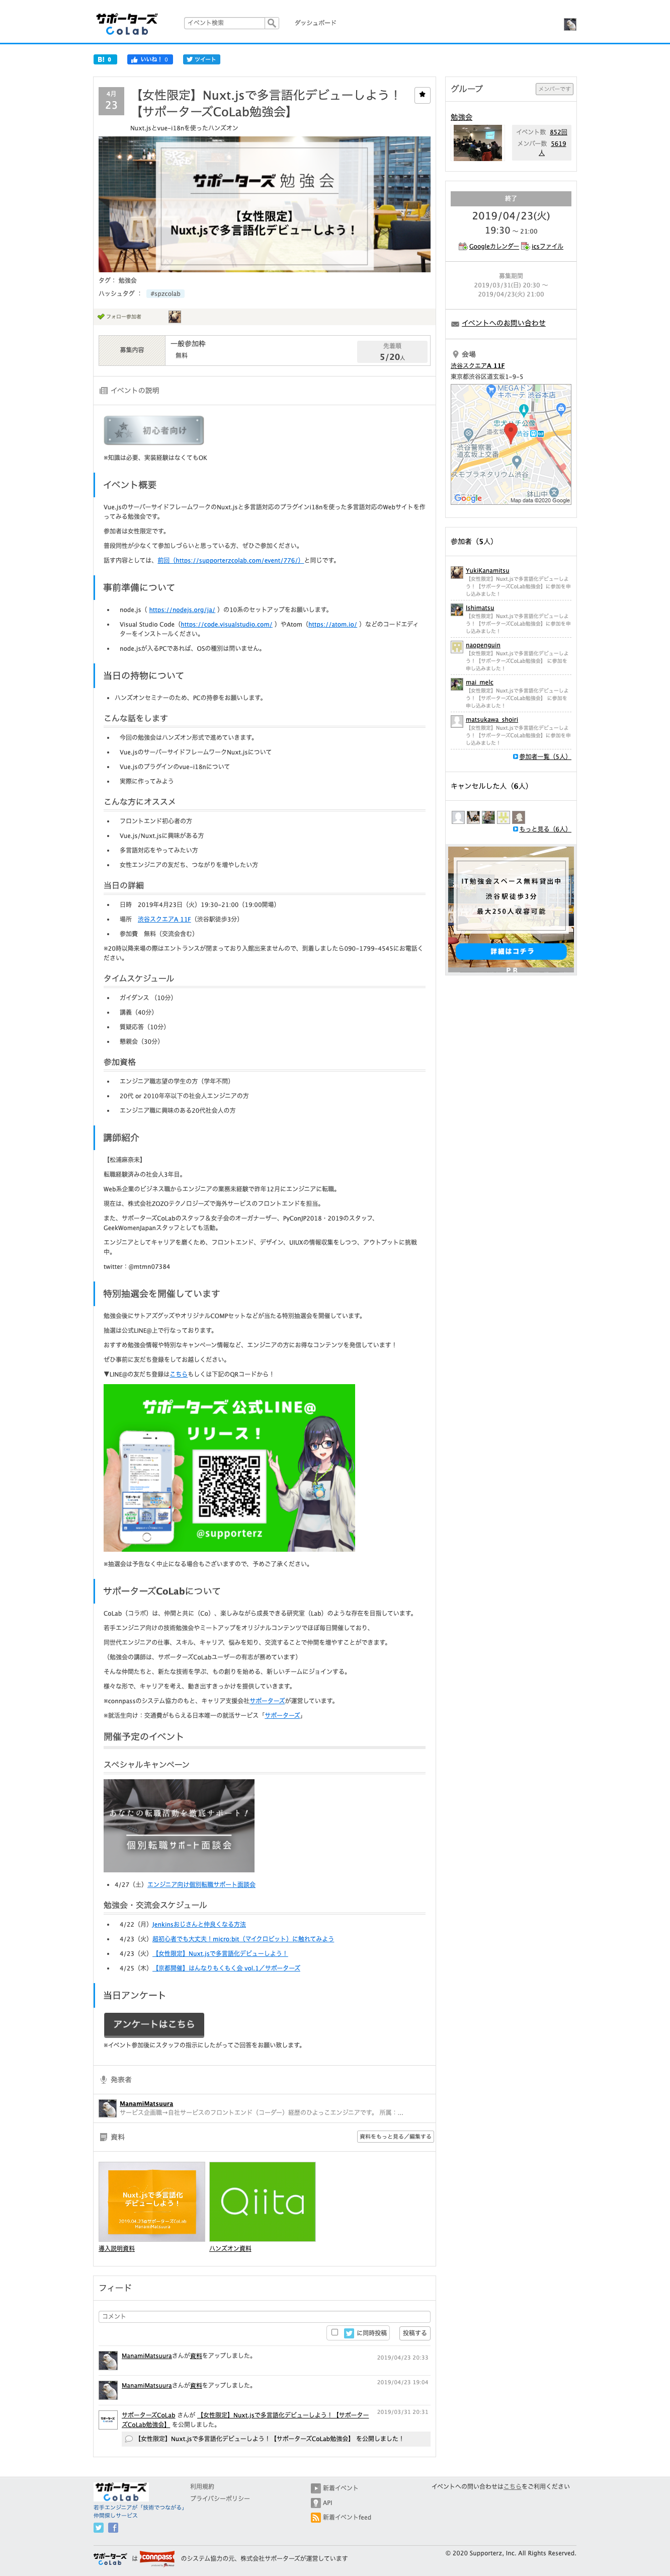 サポーターズ CoLab
イベント検索
ダッシュボード
B! 0
いいね! 0
ツイート
4月
23
【女性限定】Nuxt.jsで多言語化デビューしよう!
【サポーターズCoLab勉強会】
Nuxt.jsとvue-i18nを使ったハンズオン
サポーターズ 勉強会
【女性限定】
Nuxt.jsで多言語化デビューしよう!
タグ: 勉強会
ハッシュタグ : #spzcolab
フォロー参加者
募集内容
一般参加枠
無料
先着順
5/20人
イベントの説明
初心者向け
※知識は必要、実装経験はなくてもOK
イベント概要
Vue.jsのサーバーサイドフレームワークのNuxt.jsと多言語対応のプラグインi18nを使った多言語対応のWebサイトを作
ってみる勉強会です。
参加者は女性限定です。
普段同性が少なくて参加しづらいと思っている方、ぜひご参加ください。
話す内容としては、前回（https://supporterzcolab.com/event/776/）と同じです。
事前準備について
node.js（ https://nodejs.org/ja/ ）の10系のセットアップをお願いします。
Visual Studio Code（https://code.visualstudio.com/ ）やAtom（https://atom.io/ ）などのコードエディ
ターをインストールください。
node.jsが入るPCであれば、OSの種別は問いません。
当日の持物について
ハンズオンセミナーのため、PCの持参をお願いします。
こんな話をします
今回の勉強会はハンズオン形式で進めていきます。
Vue.jsのサーバーサイドフレームワークNuxt.jsについて
Vue.jsのプラグインのvue-i18nについて
実際に作ってみよう
こんな方にオススメ
フロントエンド初心者の方
Vue.js/Nuxt.jsに興味がある方
多言語対応をやってみたい方
女性エンジニアの友だち、つながりを増やしたい方
当日の詳細
日時　2019年4月23日（火）19:30-21:00（19:00開場）
場所　渋谷スクエアA 11F（渋谷駅徒歩3分）
参加費　無料（交流会含む）
※20時以降来場の際はエントランスが閉まっており入館出来ませんので、到着しましたら090-1799-4545にお電話く
ださい。
タイムスケジュール
ガイダンス （10分）
講義（40分）
質疑応答（10分）
懇親会（30分）
参加資格
エンジニア職志望の学生の方（学年不問）
20代 or 2010年卒以下の社会人エンジニアの方
エンジニア職に興味のある20代社会人の方
講師紹介
【松浦麻奈未】
転職経験済みの社会人3年目。
Web系企業のビジネス職からエンジニアの業務未経験で昨年12月にエンジニアに転職。
現在は、株式会社ZOZOテクノロジーズで海外サービスのフロントエンドを担当。
また、サポーターズCoLabのスタッフ＆女子会のオーガナーザー、PyConJP2018・2019のスタッフ、
GeekWomenJapanスタッフとしても活動。
エンジニアとしてキャリアを磨くため、フロントエンド、デザイン、UIUXの情報収集をしつつ、アウトプットに挑戦
中。
twitter：@mtmn07384
特別抽選会を開催しています
勉強会後にサトアズグッズやオリジナルCOMPセットなどが当たる特別抽選会を開催しています。
抽選は公式LINE@上で行なっております。
おすすめ勉強会情報や特別なキャンペーン情報など、エンジニアの方にお得なコンテンツを発信しています！
ぜひ事前に友だち登録をしてお越しください。
▼LINE@の友だち登録はこちらもしくは下記のQRコードから！
サポーターズ 公式LINE@
リリース！
@supporterz
※抽選会は予告なく中止になる場合もございますので、予めご了承ください。
サポーターズCoLabについて
CoLab（コラボ）は、仲間と共に（Co）、楽しみながら成長できる研究室（Lab）のような存在を目指しています。
若手エンジニア向けの技術勉強会やミートアップをオリジナルコンテンツでほぼ毎日開催しており、
同世代エンジニアの仕事、スキル、キャリア、悩みを知り、交流することで仲間を増やすことができます。
（勉強会の講師は、サポーターズCoLabユーザーの有志が務めています）
そんな仲間たちと、新たな技術を学ぶ、もの創りを始める、新しいチームにジョインする。
様々な形で、キャリアを考え、動き出すきっかけを提供していきます。
※connpassのシステム協力のもと、キャリア支援会社サポーターズが運営しています。
※就活生向け：交通費がもらえる日本唯一の就活サービス「サポーターズ」
開催予定のイベント
スペシャルキャンペーン
あなたの転職活動を徹底サポート！
個別転職サポート面談会
4/27（土）エンジニア向け個別転職サポート面談会
勉強会・交流会スケジュール
4/22（月）Jenkinsおじさんと仲良くなる方法
4/23（火）超初心者でも大丈夫！micro:bit（マイクロビット）に触れてみよう
4/23（火）【女性限定】Nuxt.jsで多言語化デビューしよう！
4/25（木）【京都開催】はんなりもくもく会 vol.1／サポーターズ
当日アンケート
アンケートはこちら
※イベント参加後にスタッフの指示にしたがってご回答をお願い致します。
発表者
ManamiMatsuura
サービス企画職→自社サービスのフロントエンド（コーダー）経歴のひよっこエンジニアです。 所属：...
資料
資料をもっと見る／編集する
Nuxt.jsで多言語化
デビューしよう！
2019.04.23@サポーターズCoLab
ManamiMatsuura
Qiita
導入説明資料
ハンズオン資料
フィード
コメント
に同時投稿
投稿する
ManamiMatsuuraさんが資料をアップしました。
2019/04/23 20:33
ManamiMatsuuraさんが資料をアップしました。
2019/04/23 19:04
サポーターズCoLab さんが 【女性限定】Nuxt.jsで多言語化デビューしよう！【サポーター
ズCoLab勉強会】 を公開しました。
2019/03/31 20:31
【女性限定】Nuxt.jsで多言語化デビューしよう！【サポーターズCoLab勉強会】 を公開しました！
グループ
メンバーです
勉強会
イベント数 852回
メンバー数 5619
人
終了
2019/04/23(火)
19:30 〜 21:00
Googleカレンダー
icsファイル
募集期間
2019/03/31(日) 20:30 〜
2019/04/23(火) 21:00
イベントへのお問い合わせ
会場
渋谷スクエアA 11F
東京都渋谷区道玄坂1-9-5
MEGAドン
キホーテ 渋谷本店
忠犬ハチ公像
道玄坂
渋谷
渋谷警察署
道玄坂上交番
スモプラネタリウム渋谷
鉢山中
Google
Map data ©2020 Google
参加者（5人）
YukiKanamitsu
【女性限定】Nuxt.jsで多言語化デビューしよ
う！【サポーターズCoLab勉強会】 に参加を申
し込みました！
Ishimatsu
【女性限定】Nuxt.jsで多言語化デビューしよ
う！【サポーターズCoLab勉強会】 に参加を申
し込みました！
naopenguin
【女性限定】Nuxt.jsで多言語化デビューしよ
う！【サポーターズCoLab勉強会】 に参加を
申し込みました！
mai_melc
【女性限定】Nuxt.jsで多言語化デビューしよ
う！【サポーターズCoLab勉強会】 に参加を
申し込みました！
matsukawa_shoiri
【女性限定】Nuxt.jsで多言語化デビューしよ
う！【サポーターズCoLab勉強会】 に参加を申
し込みました！
参加者一覧（5人）
キャンセルした人（6人）
もっと見る（6人）
IT勉強会スペース無料貸出中
渋谷駅徒歩3分
最大250人収容可能
詳細はコチラ
PR
サポーターズ CoLab
若手エンジニアが「技術でつながる」
仲間探しサービス
利用規約
プライバシーポリシー
新着イベント
API
新着イベントfeed
イベントへの問い合わせはこちらをご利用ください
サポーターズ CoLab は connpass のシステム協力の元、株式会社サポーターズが運営しています
© 2020 Supporterz, Inc. All Rights Reserved.